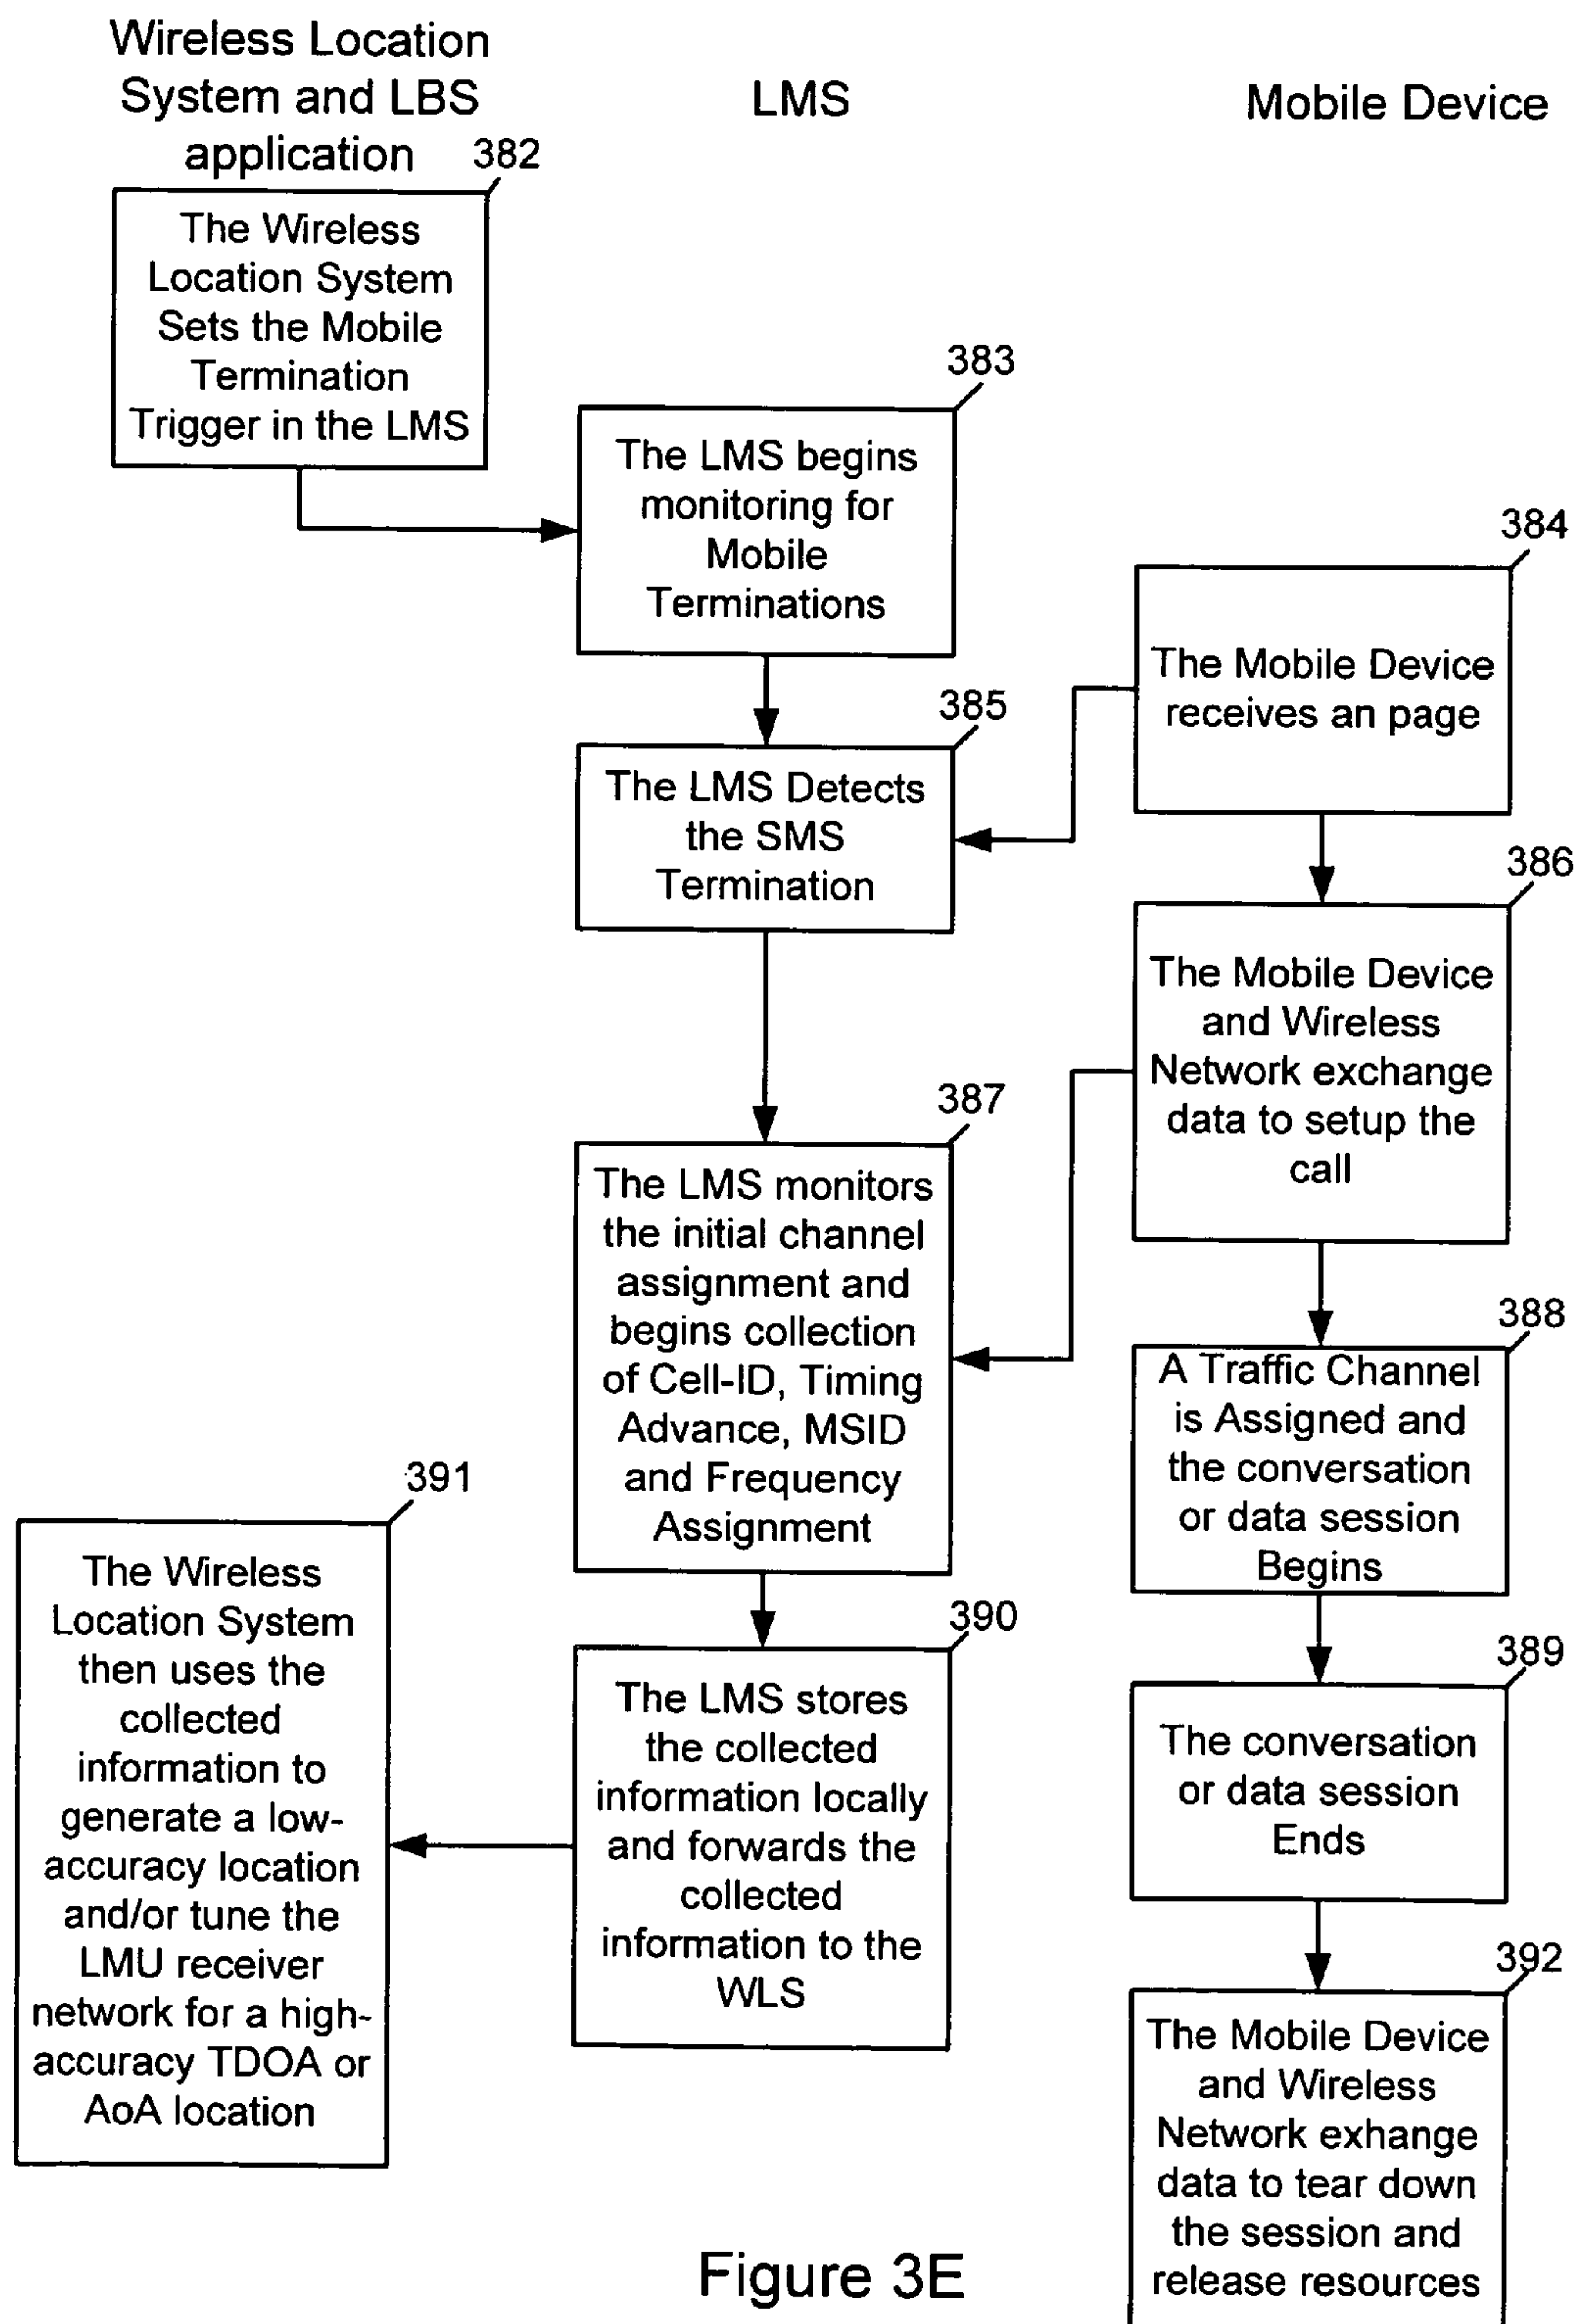 Wireless Location
System and LBS
application
LMS
Mobile Device
382
The Wireless
Location System
Sets the Mobile
Termination
Trigger in the LMS
383
The LMS begins
monitoring for
Mobile
Terminations
384
The Mobile Device
receives an page
385
The LMS Detects
the SMS
Termination
386
The Mobile Device
and Wireless
Network exchange
data to setup the
call
387
The LMS monitors
the initial channel
assignment and
begins collection
of Cell-ID, Timing
Advance, MSID
and Frequency
Assignment
388
A Traffic Channel
is Assigned and
the conversation
or data session
Begins
389
The conversation
or data session
Ends
390
The LMS stores
the collected
information locally
and forwards the
collected
information to the
WLS
391
The Wireless
Location System
then uses the
collected
information to
generate a low-
accuracy location
and/or tune the
LMU receiver
network for a high-
accuracy TDOA or
AoA location
392
The Mobile Device
and Wireless
Network exhange
data to tear down
the session and
release resources
Figure 3E